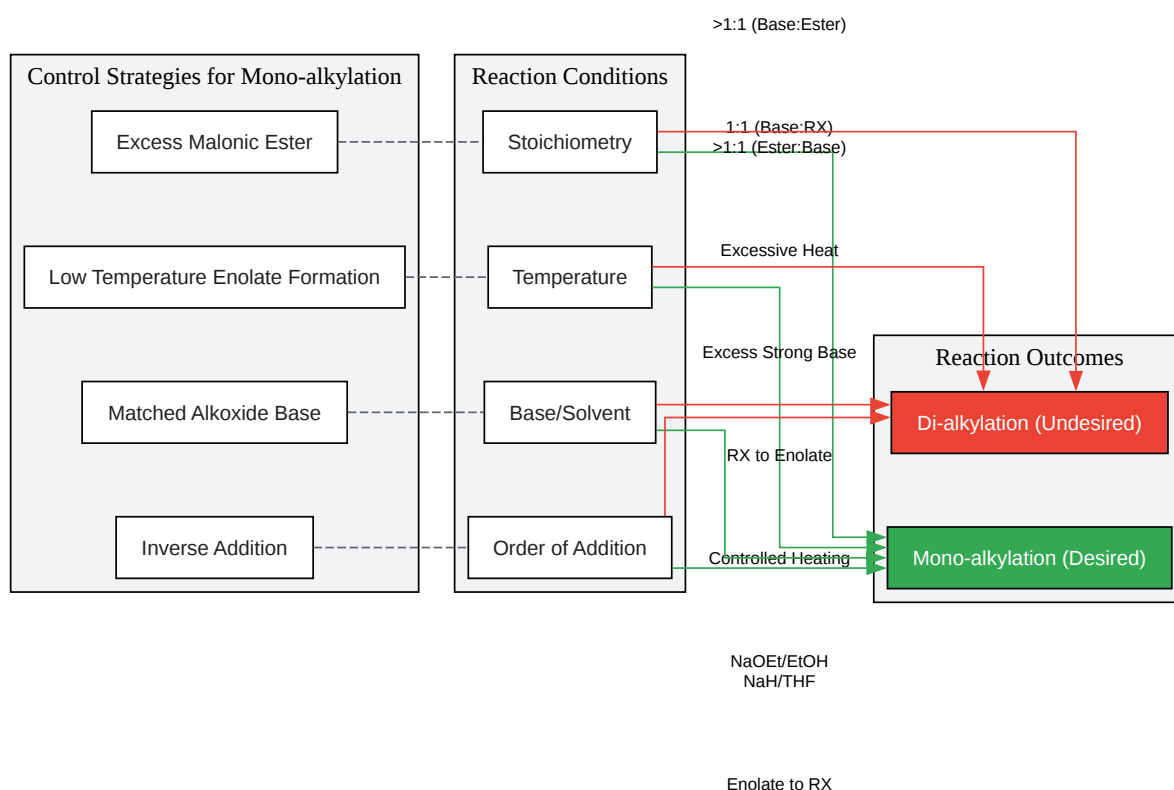 >1:1 (Base:Ester)
Control Strategies for Mono-alkylation
Reaction Conditions
Excess Malonic Ester
Stoichiometry
1:1 (Base:RX)
>1:1 (Ester:Base)
Low Temperature Enolate Formation
Temperature
Excessive Heat
Excess Strong Base
Reaction Outcomes
Matched Alkoxide Base
Base/Solvent
Di-alkylation (Undesired)
RX to Enolate
Inverse Addition
Order of Addition
Controlled Heating
Mono-alkylation (Desired)
NaOEt/EtOH
NaH/THF
Enolate to RX